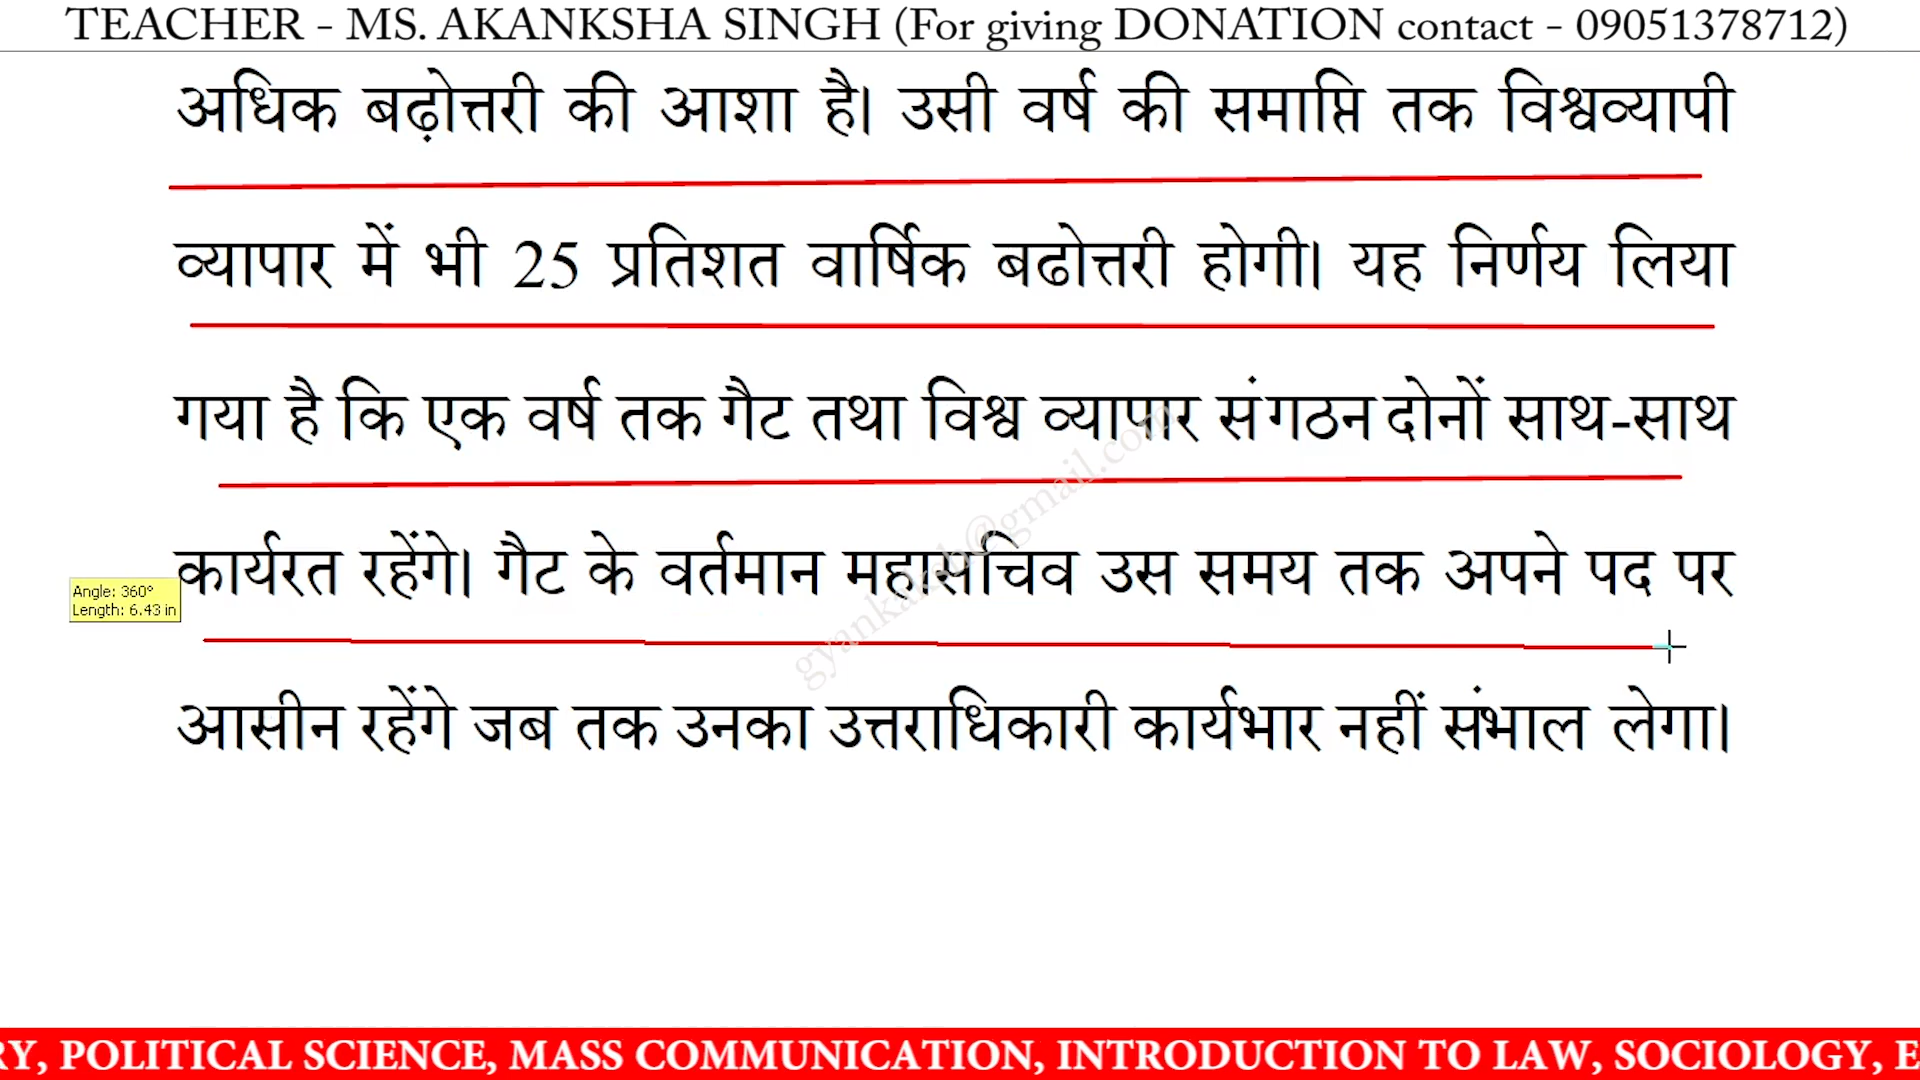 TEACHER - MS. AKANKSHA SINGH (For giving DONATION contact - 09051378712)
अधिक बढ़ोत्तरी की आशा है। उसी वर्ष की समाप्ति तक विश्वव्यापी
व्यापार में भी 25 प्रतिशत वार्षिक बढोत्तरी होगी। यह निर्णय लिया
गया है कि एक वर्ष तक गैट तथा विश्व व्यापार संगठन दोनों साथ-साथ
कार्यरत रहेंगे। गैट के वर्तमान महासचिव उस समय तक अपने पद पर
Angle: 360°
Length: 6.43 in
आसीन रहेंगे जब तक उनका उत्तराधिकारी कार्यभार नहीं संभाल लेगा।
gyankaksh@gmail.com
RY, POLITICAL SCIENCE, MASS COMMUNICATION, INTRODUCTION TO LAW, SOCIOLOGY, E